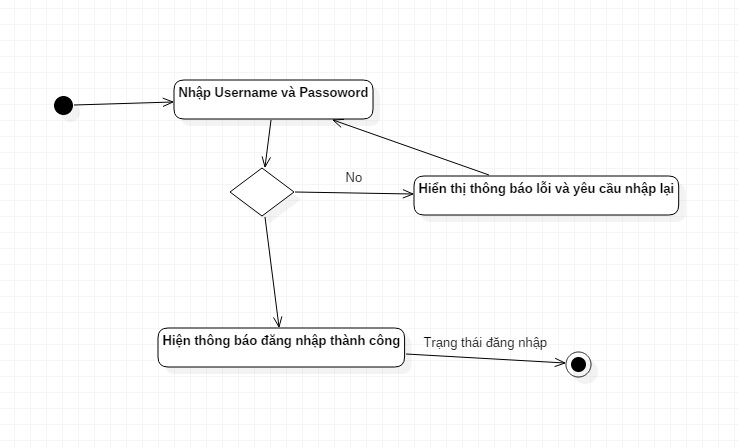 Nhập Username và Passoword
No
Hiển thị thông báo lỗi và yêu cầu nhập lại
Hiện thông báo đăng nhập thành công
Trạng thái đăng nhập